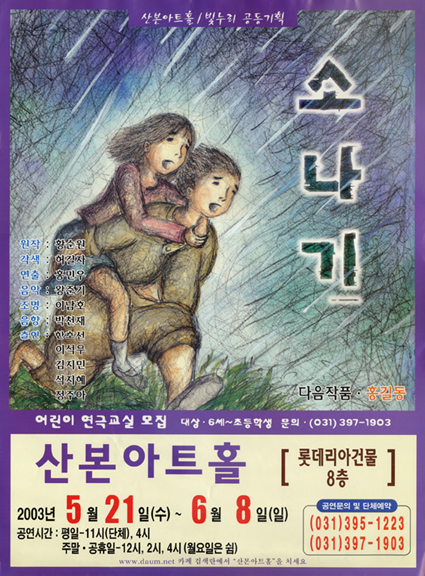 산본아트홀/빛누리 공동기획
소나기
원작 : 황순원
각색 :
연출 : 홍민우
음악 : 왕준기
조명 : 이남호
음향 : 박천재
출연 : 한소선
이석우
김지민
석지혜
정주아
다음작품 · 홍길동
어린이 연극교실 모집 대상 · 6세~초등학생 문의 · (031) 397-1903
산본아트홀
[롯데리아건물
8층]
2003년 5월 21일(수) ~ 6월 8일(일)
공연시간 : 평일-11시(단체), 4시
주말 · 공휴일-12시, 2시, 4시 (월요일은 쉼)
공연문의 및 단체예약
(031)395-1223
(031)397-1903
www.daum.net 카페 검색란에서 "산본아트홀"을 치세요